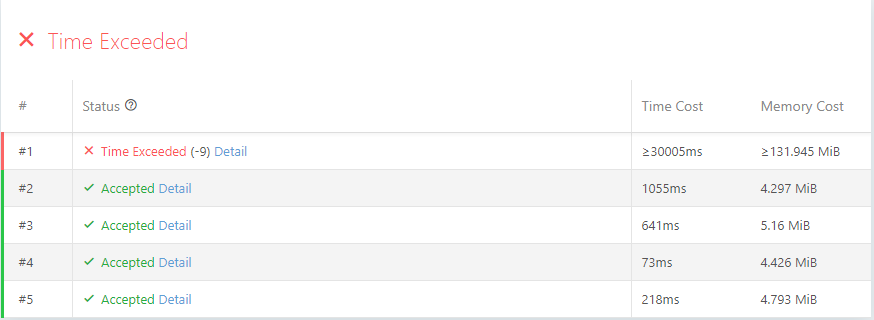 Time Exceeded
# Status Time Cost Memory Cost
#1 Time Exceeded (-9) Detail ≥30005ms ≥131.945 MiB
#2 Accepted Detail 1055ms 4.297 MiB
#3 Accepted Detail 641ms 5.16 MiB
#4 Accepted Detail 73ms 4.426 MiB
#5 Accepted Detail 218ms 4.793 MiB